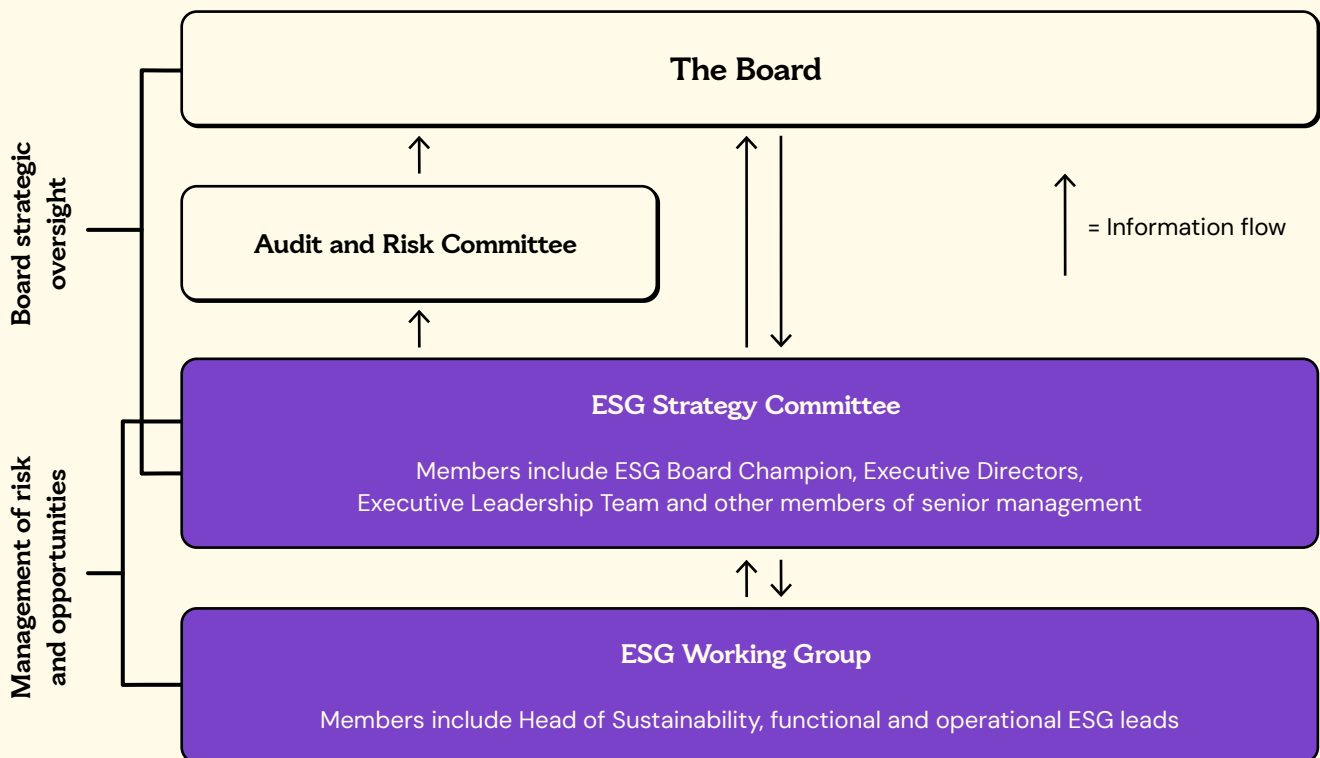 The Board
Board strategic
oversight
Audit and Risk Committee
= Information flow
ESG Strategy Committee
Members include ESG Board Champion, Executive Directors,
Executive Leadership Team and other members of senior management
Management of risk
and opportunities
ESG Working Group
Members include Head of Sustainability, functional and operational ESG leads